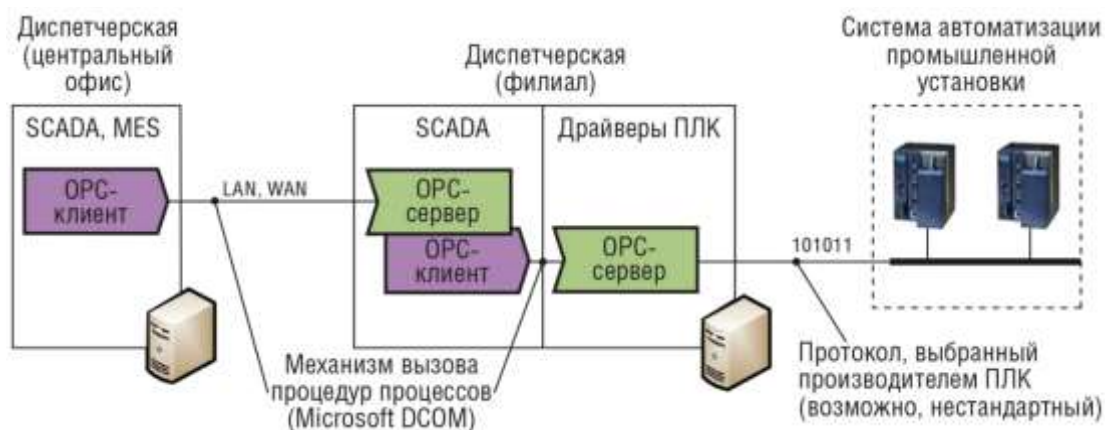 Диспетчерская
(центральный
офис)
SCADA, MES
OPC-
клиент
LAN, WAN
Диспетчерская
(филиал)
SCADA
Драйверы ПЛК
OPC-
сервер
OPC-
клиент
OPC-
сервер
101011
Система автоматизации
промышленной
установки
Механизм вызова
процедур процессов
(Microsoft DCOM)
Протокол, выбранный
производителем ПЛК
(возможно, нестандартный)